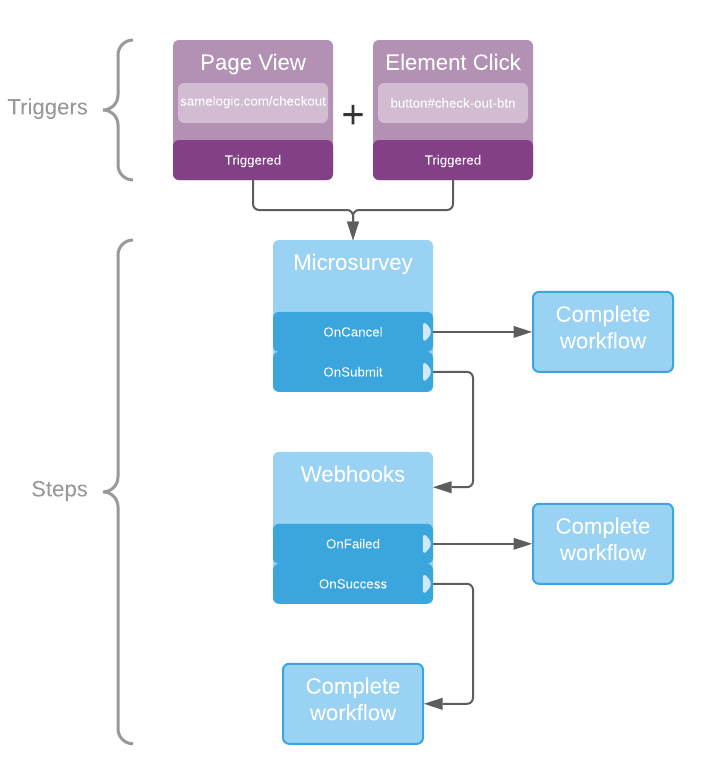 Triggers
Page View
samelogic.com/checkout
Triggered
+
Element Click
button#check-out-btn
Triggered
Steps
Microsurvey
OnCancel
OnSubmit
Complete
workflow
Webhooks
OnFailed
OnSuccess
Complete
workflow
Complete
workflow